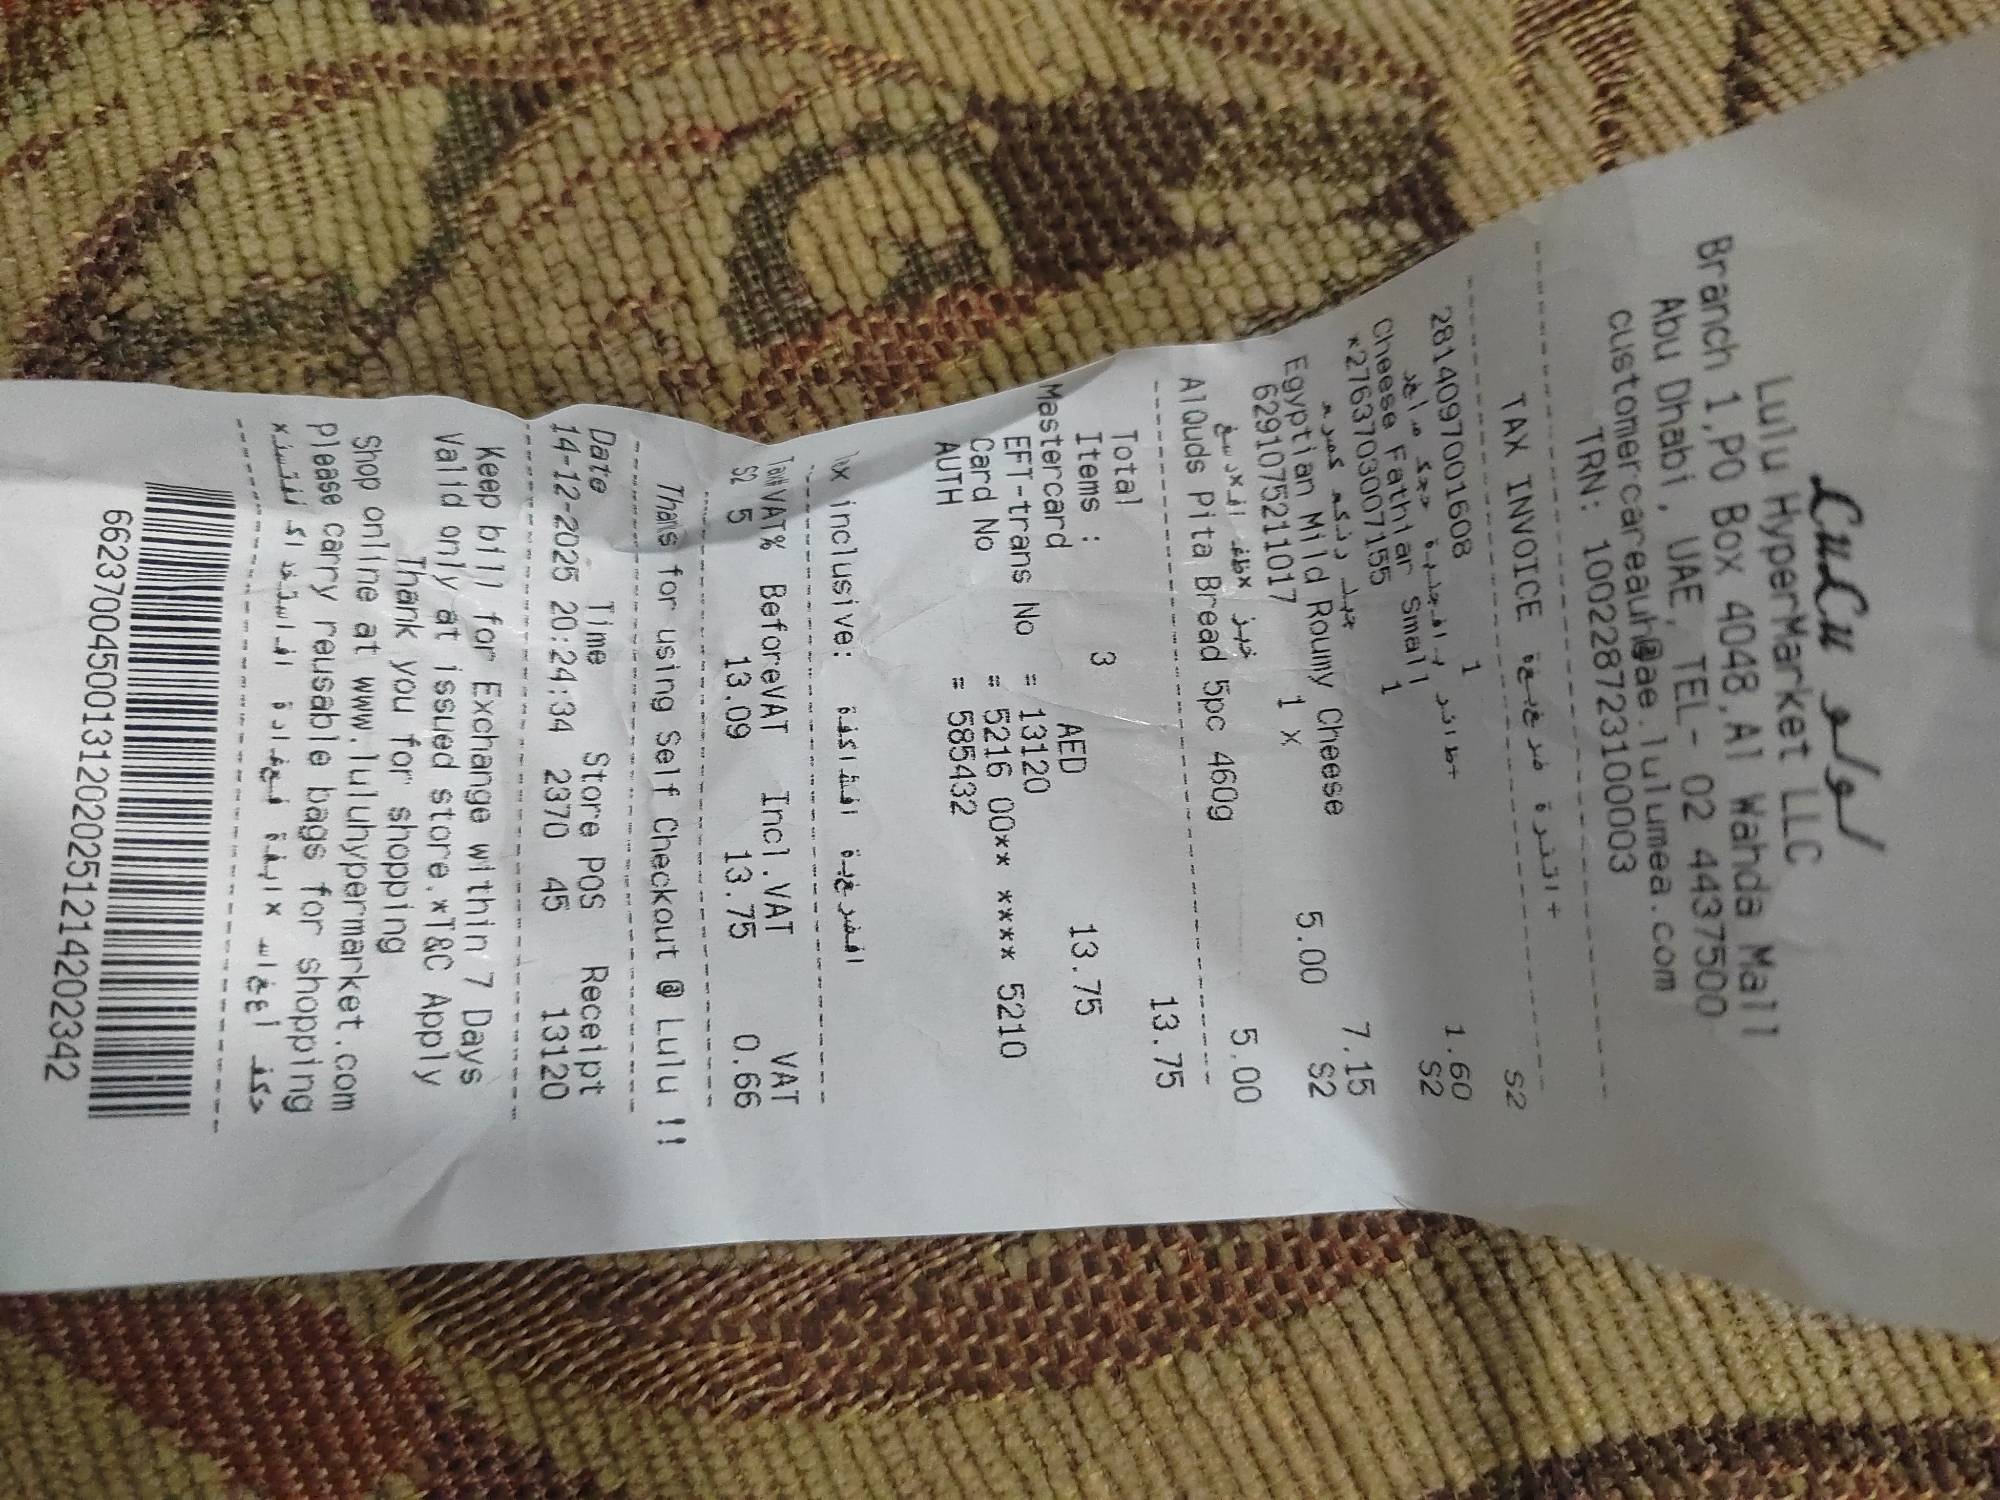 LuLu لولو
Lulu HyperMarket LLC
Branch 1,PO Box 4048,Al Wahda Mall
Abu Dhabi, UAE, TEL- 02 4437500
customercareauh@ae.lulumea.com
TRN: 100228723100003
TAX INVOICE
S2
2814097001608 1 1.60
S2
Cheese Fathiar Small
*2763703007155 1 7.15
S2
Egyptian Mild Roumy Cheese
6291075211017 1 X 5.00 5.00
AlQuds Pita Bread 5pc 460g
Total 13.75
Items : 3
Mastercard AED 13.75
EFT-trans No = 13120
Card No = 5216 00** **** 5210
AUTH = 585432
inclusive:
VAT% BeforeVAT Incl.VAT VAT
S2 5 13.09 13.75 0.66
for using Self Checkout @ Lulu !!
Date Time Store POS Receipt
14-12-2025 20:24:34 2370 45 13120
Keep bill for Exchange within 7 Days
Valid only at issued store.*T&C Apply
Thank you for shopping
Shop online at www.luluhypermarket.com
Please carry reusable bags for shopping
662370045001312020251214202342